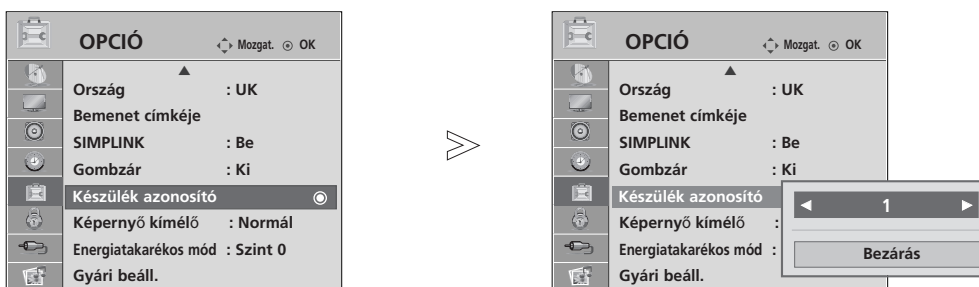 OPCIÓ Mozgat. OK
Ország : UK
Bemenet címkéje
SIMPLINK : Be
Gombzár : Ki
Készülék azonosító
Képernyő kímélő : Normál
Energiatakarékos mód : Szint 0
Gyári beáll.
OPCIÓ Mozgat. OK
Ország : UK
Bemenet címkéje
SIMPLINK : Be
Gombzár : Ki
Készülék azonosító
Képernyő kímélő :
Energiatakarékos mód :
Gyári beáll.
1
Bezárás